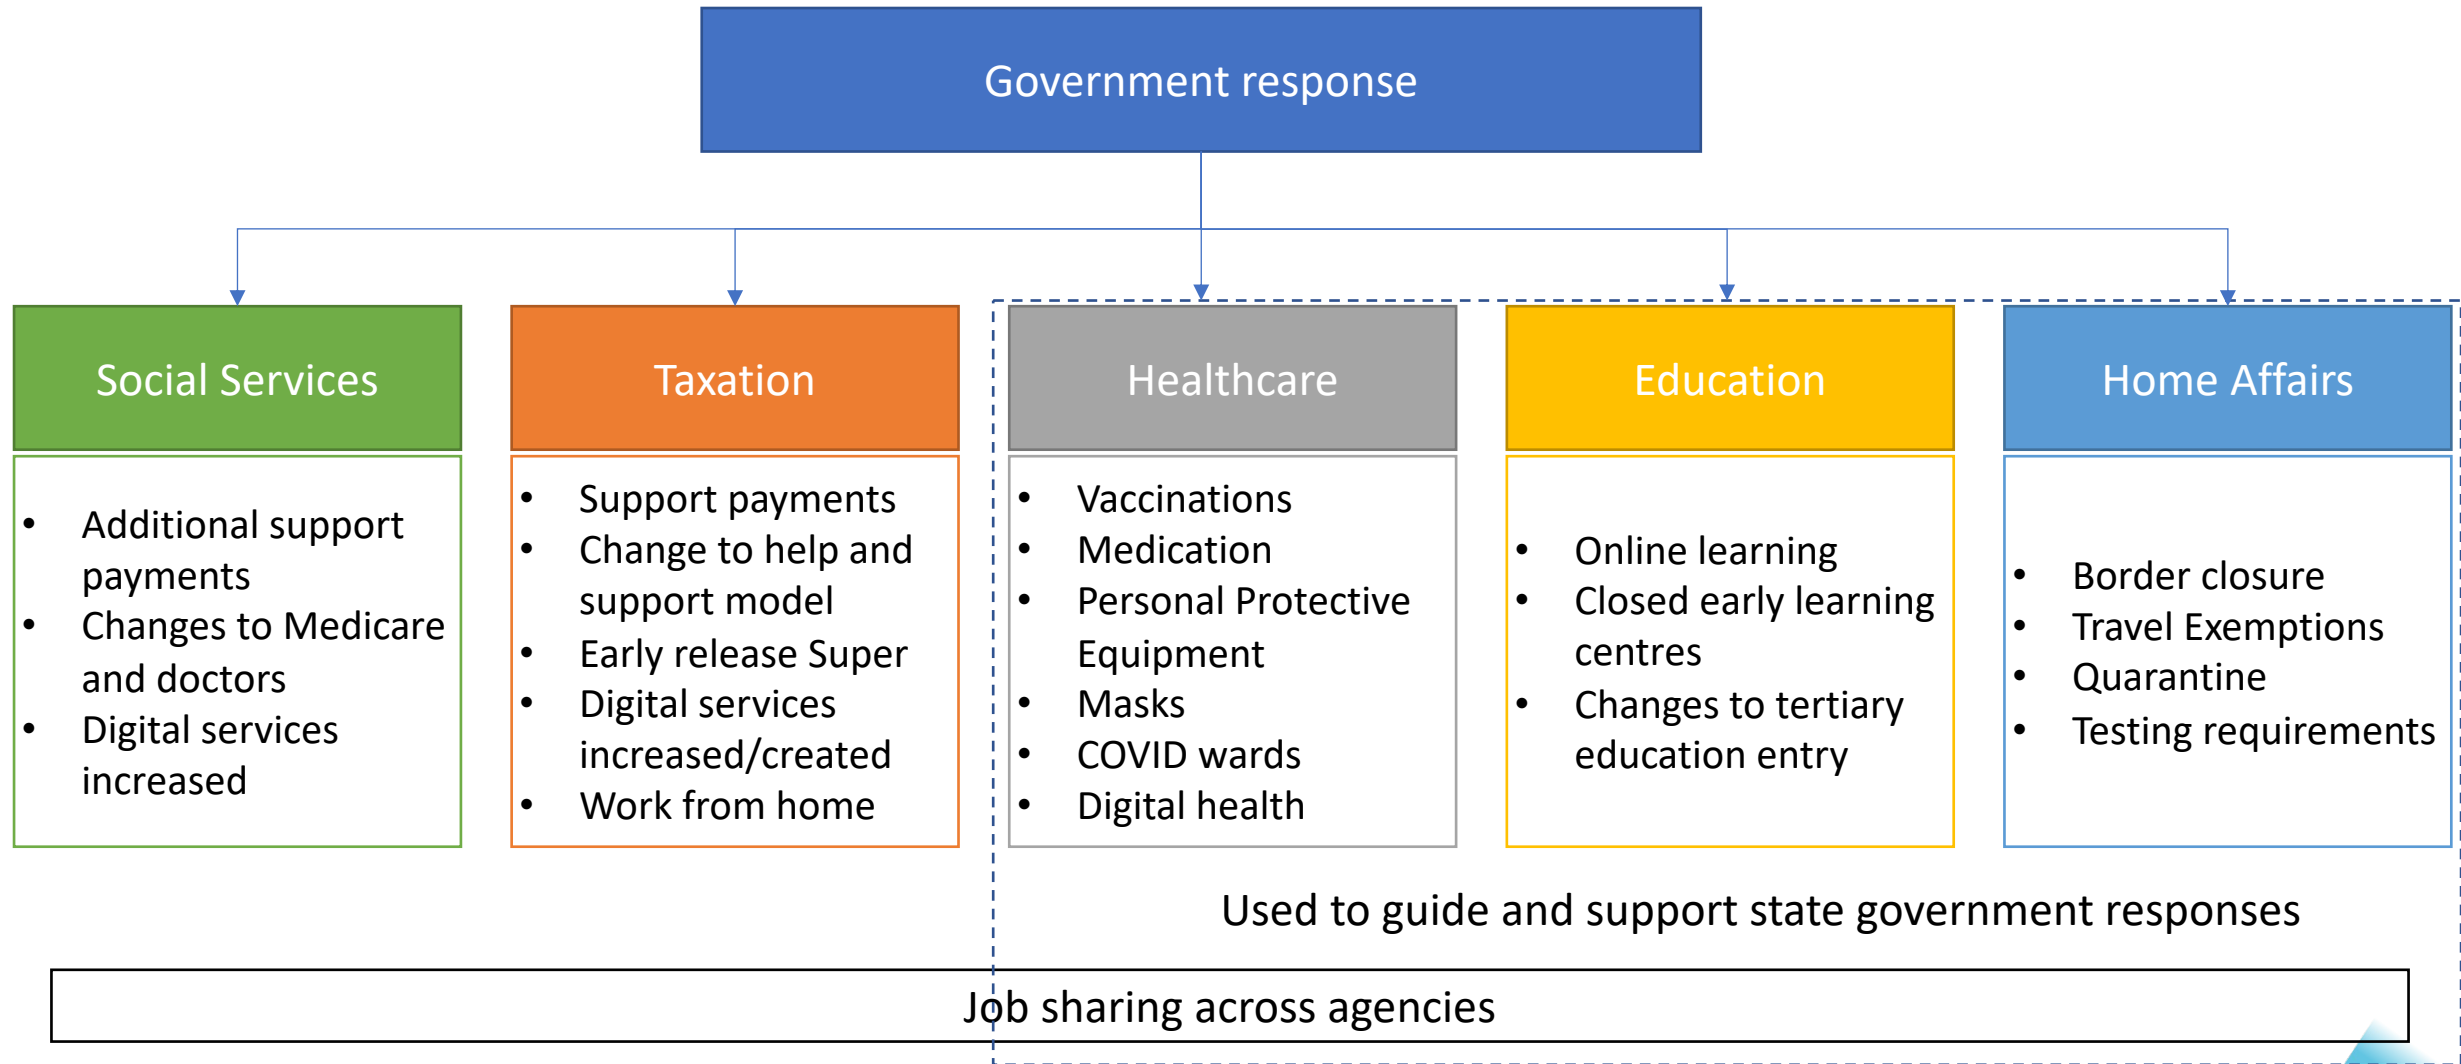 Government response
Social Services
• Additional support
payments
• Changes to Medicare
and doctors
• Digital services
increased
Taxation
• Support payments
• Change to help and
support model
• Early release Super
• Digital services
increased/created
• Work from home
Healthcare
• Vaccinations
• Medication
• Personal Protective
Equipment
• Masks
• COVID wards
• Digital health
Education
• Online learning
• Closed early learning
centres
• Changes to tertiary
education entry
Home Affairs
• Border closure
• Travel Exemptions
• Quarantine
• Testing requirements
Used to guide and support state government responses
Job sharing across agencies